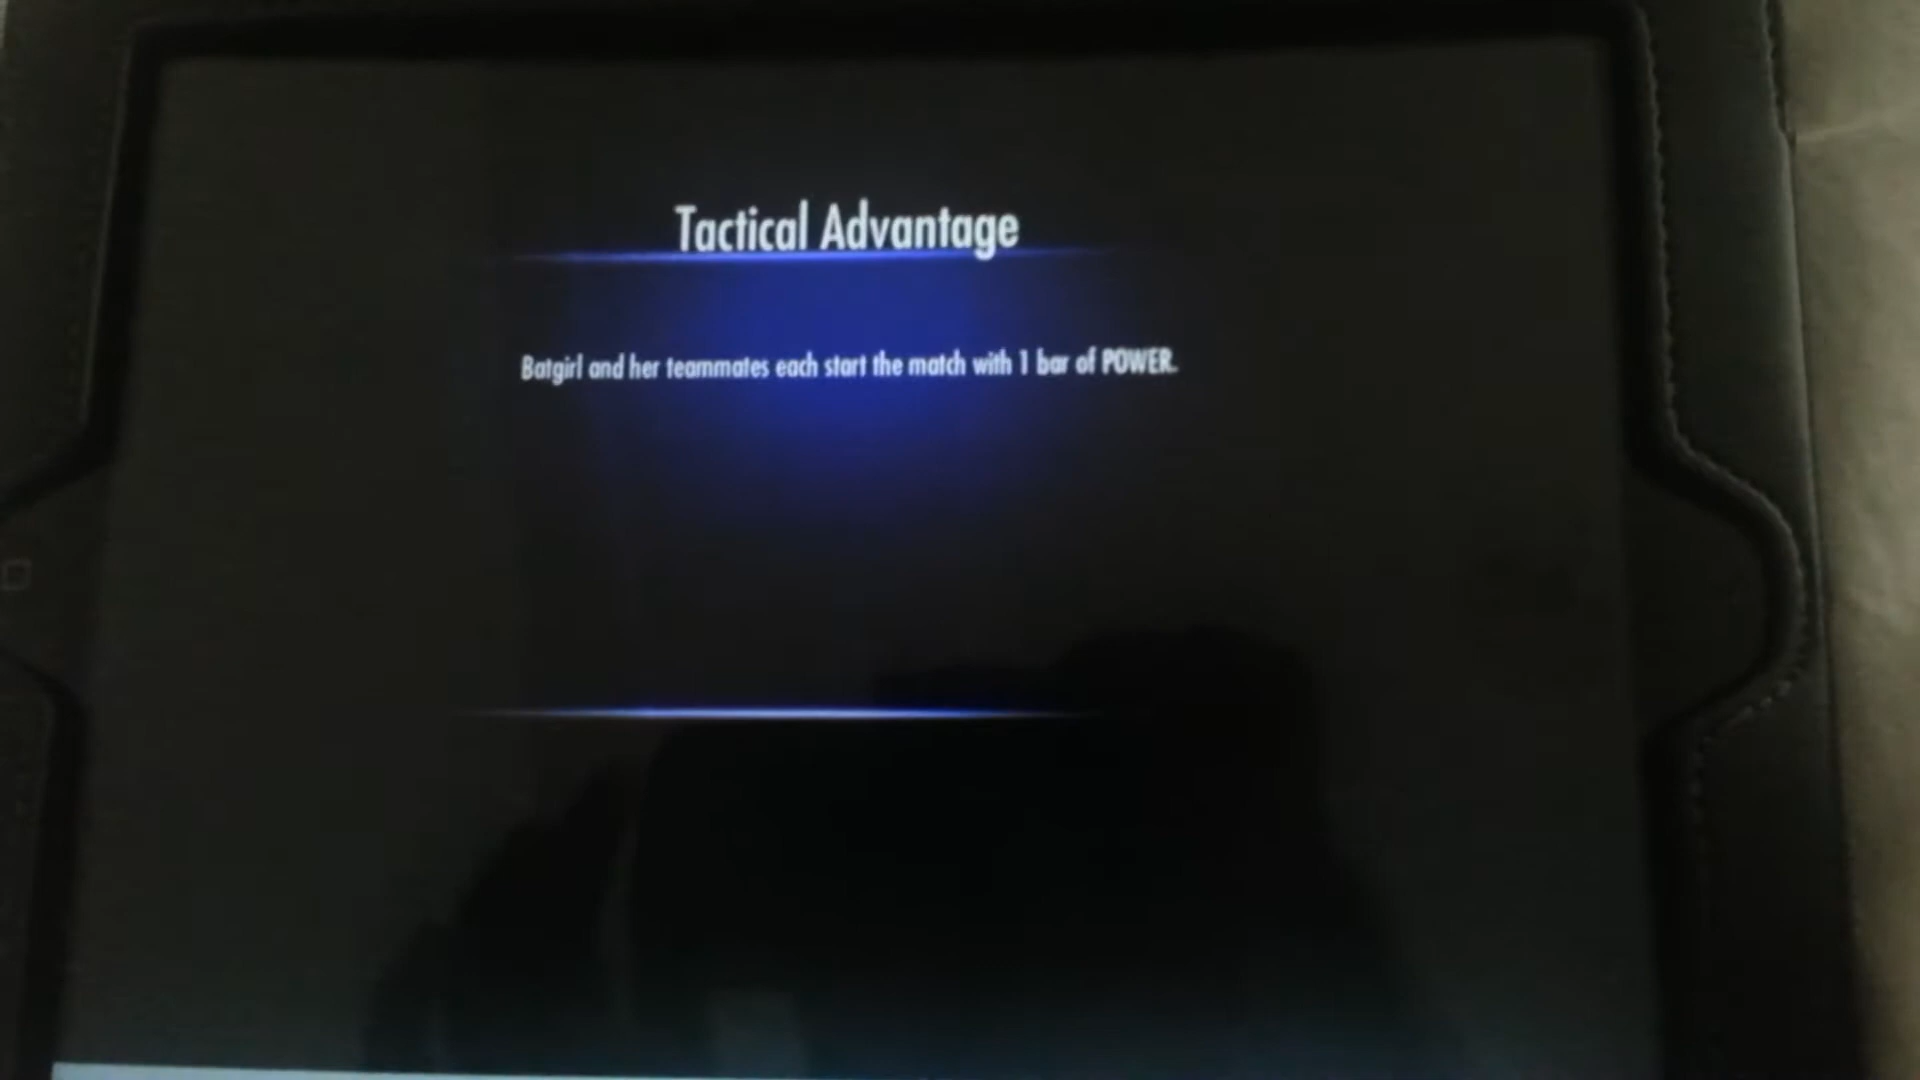 Tactical Advantage
Batgirl and her teammates each start the match with 1 bar of POWER.